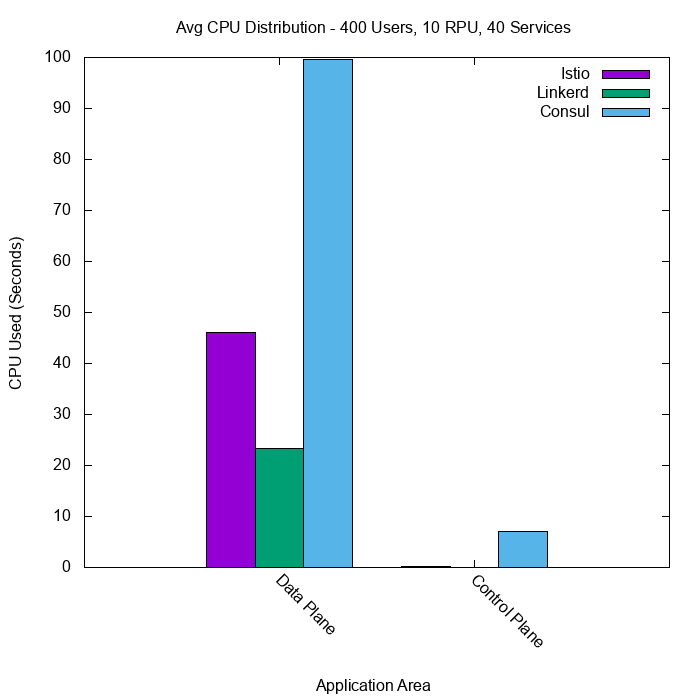 Avg CPU Distribution - 400 Users, 10 RPU, 40 Services
Istio
Linkerd
Consul
100
90
80
70
60
50
40
30
20
10
0
CPU Used (Seconds)
Data Plane
Control Plane
Application Area